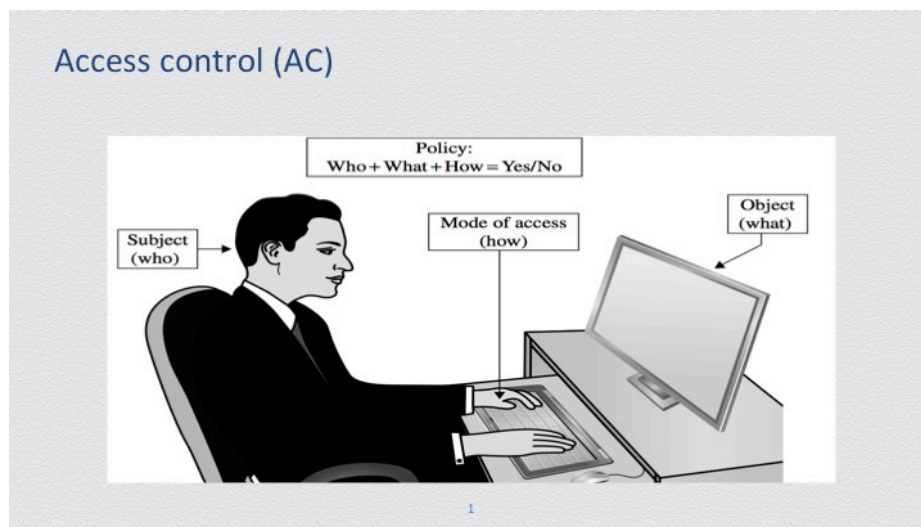 Access control (AC)
Policy:
Who + What + How = Yes/No
Subject
(who)
Mode of access
(how)
Object
(what)
1